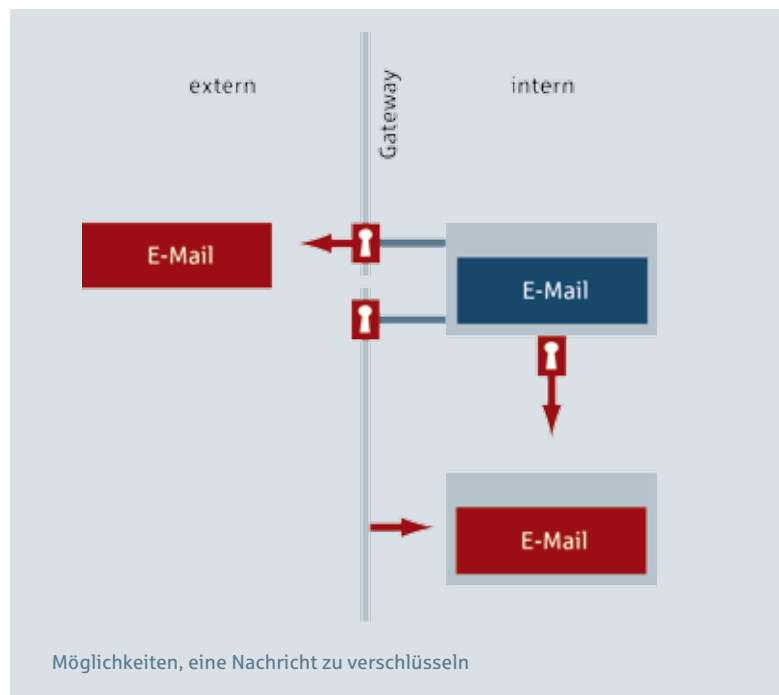 extern
Gateway
intern
E-Mail
E-Mail
E-Mail
Möglichkeiten, eine Nachricht zu verschlüsseln